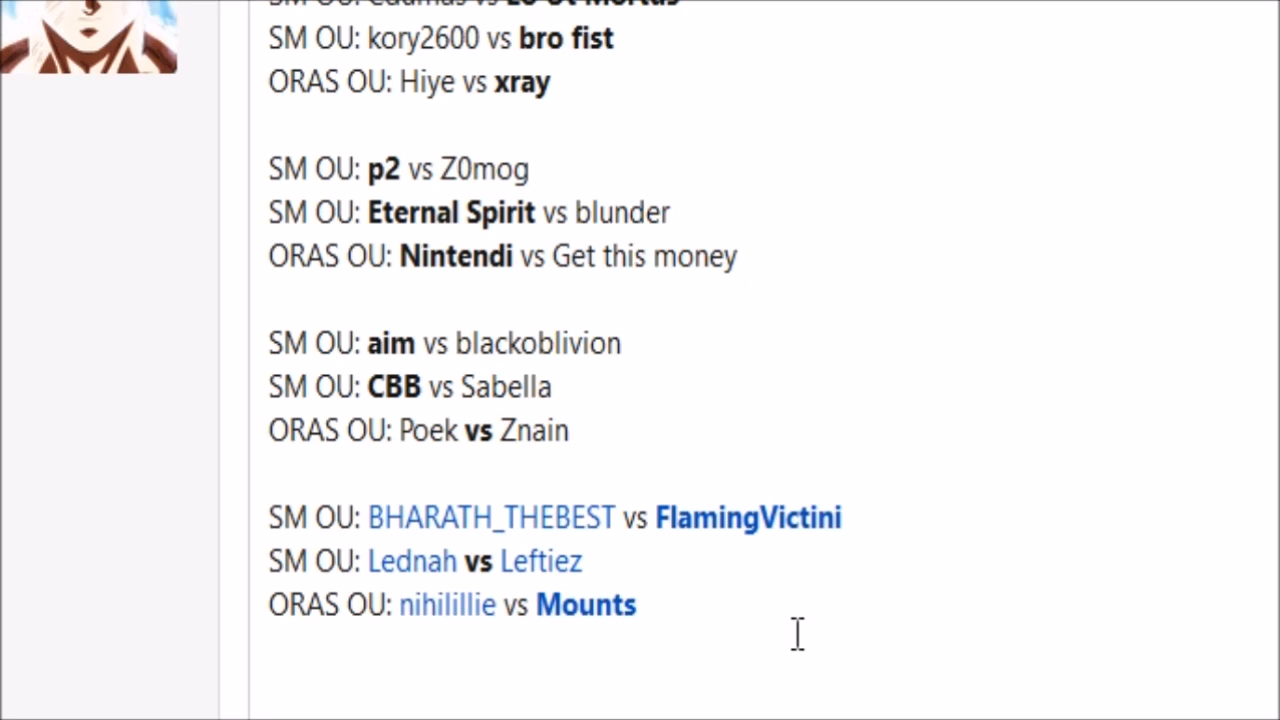 SM OU: kory2600 vs bro fist
ORAS OU: Hiye vs xray
SM OU: p2 vs Z0mog
SM OU: Eternal Spirit vs blunder
ORAS OU: Nintendi vs Get this money
SM OU: aim vs blackoblivion
SM OU: CBB vs Sabella
ORAS OU: Poek vs Znain
SM OU: BHARATH_THEBEST vs FlamingVictini
SM OU: Lednah vs Leftiez
ORAS OU: nihilillie vs Mounts